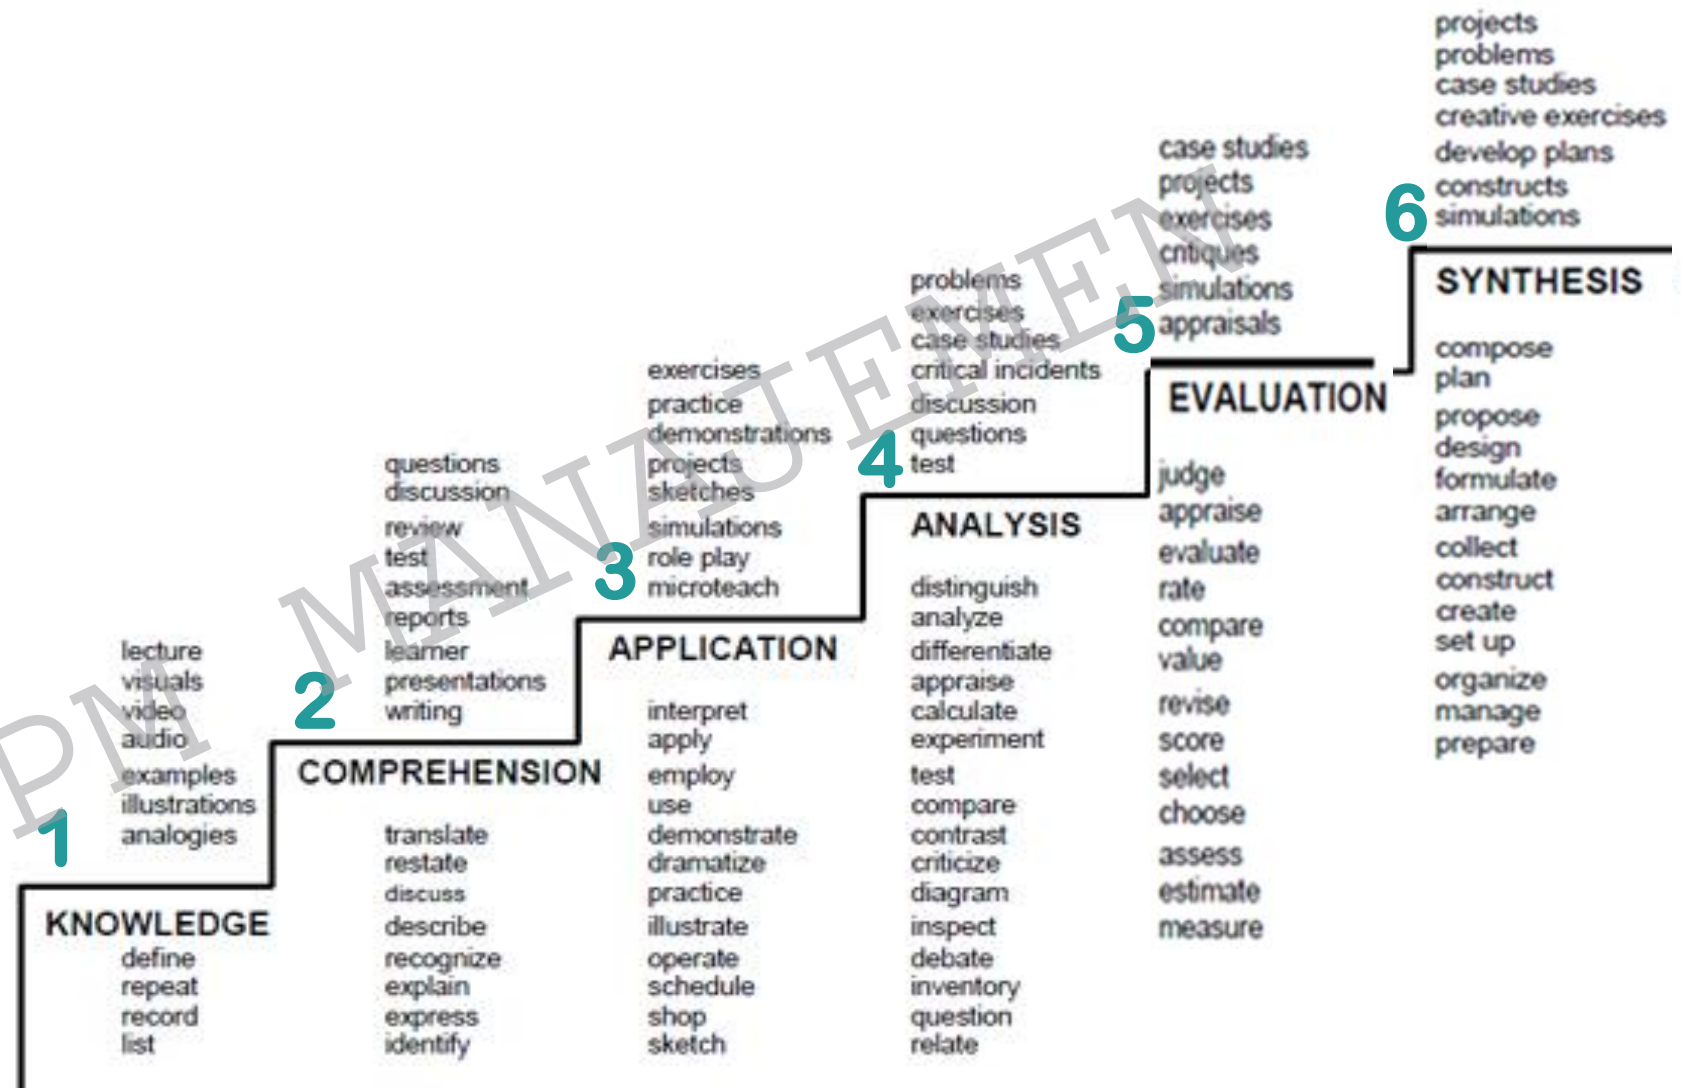 lecture
visuals
video
audio
examples
illustrations
analogies
1
KNOWLEDGE
define
repeat
record
list
questions
discussion
review
test
assessment
reports
learner
presentations
writing
2
COMPREHENSION
translate
restate
discuss
describe
recognize
explain
express
identify
exercises
practice
demonstrations
projects
sketches
simulations
role play
microteach
3
APPLICATION
interpret
apply
employ
use
demonstrate
dramatize
practice
illustrate
operate
schedule
shop
sketch
problems
exercises
case studies
critical incidents
discussion
questions
test
4
ANALYSIS
distinguish
analyze
differentiate
appraise
calculate
experiment
test
compare
contrast
criticize
diagram
inspect
debate
inventory
question
relate
case studies
projects
exercises
critiques
simulations
appraisals
5
EVALUATION
judge
appraise
evaluate
rate
compare
value
revise
score
select
choose
assess
estimate
measure
projects
problems
case studies
creative exercises
develop plans
constructs
simulations
6
SYNTHESIS
compose
plan
propose
design
formulate
arrange
collect
construct
create
set up
organize
manage
prepare
PM MANAJEMEN